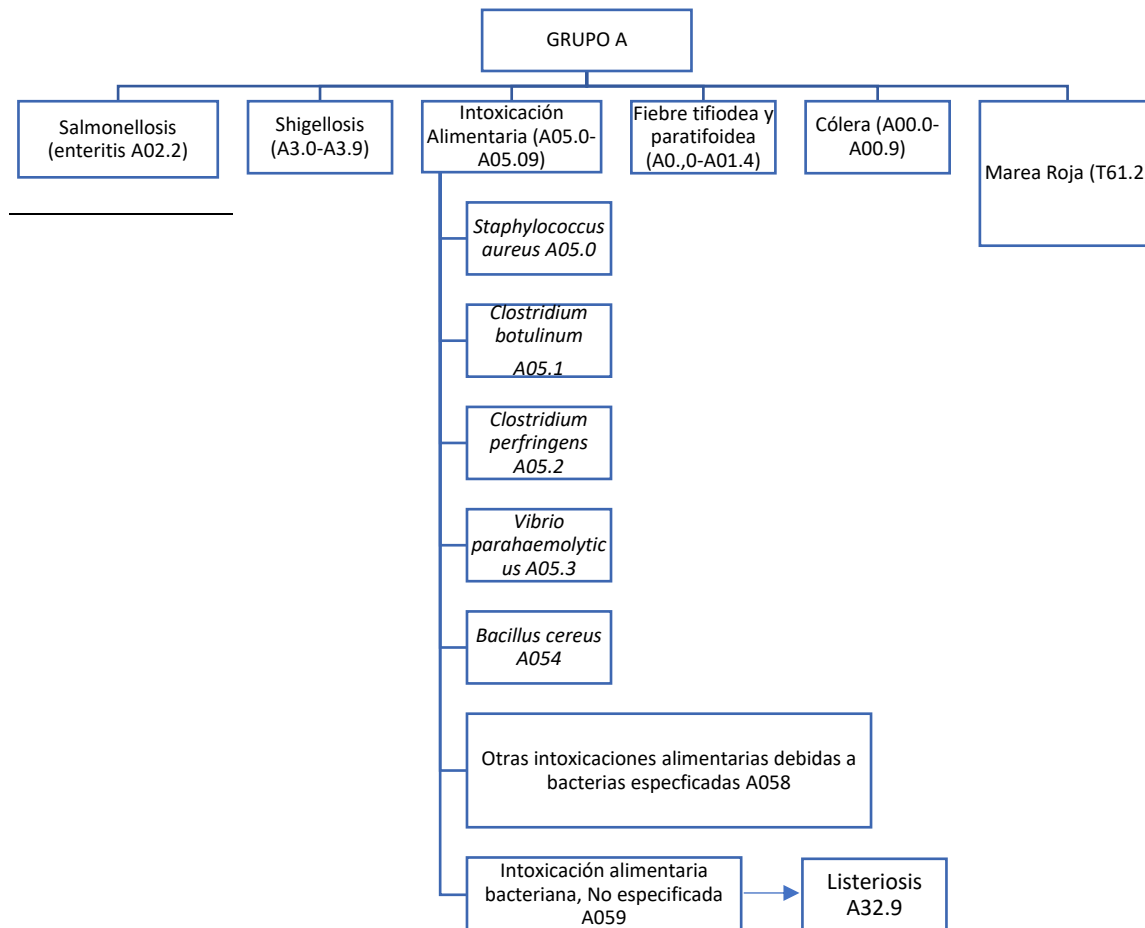 GRUPO A
Salmonellosis
(enteritis A02.2)
Shigellosis
(A3.0-A3.9)
Intoxicación
Alimentaria (A05.0-
A05.09)
Fiebre tifiodea y
paratifoidea
(A0.,0-A01.4)
Cólera (A00.0-
A00.9)
Marea Roja (T61.2
Staphylococcus
aureus A05.0
Clostridium
botulinum
A05.1
Clostridium
perfringens
A05.2
Vibrio
parahaemolytic
us A05.3
Bacillus cereus
A054
Otras intoxicaciones alimentarias debidas a
bacterias especficadas A058
Intoxicación alimentaria
bacteriana, No especificada
A059
Listeriosis
A32.9